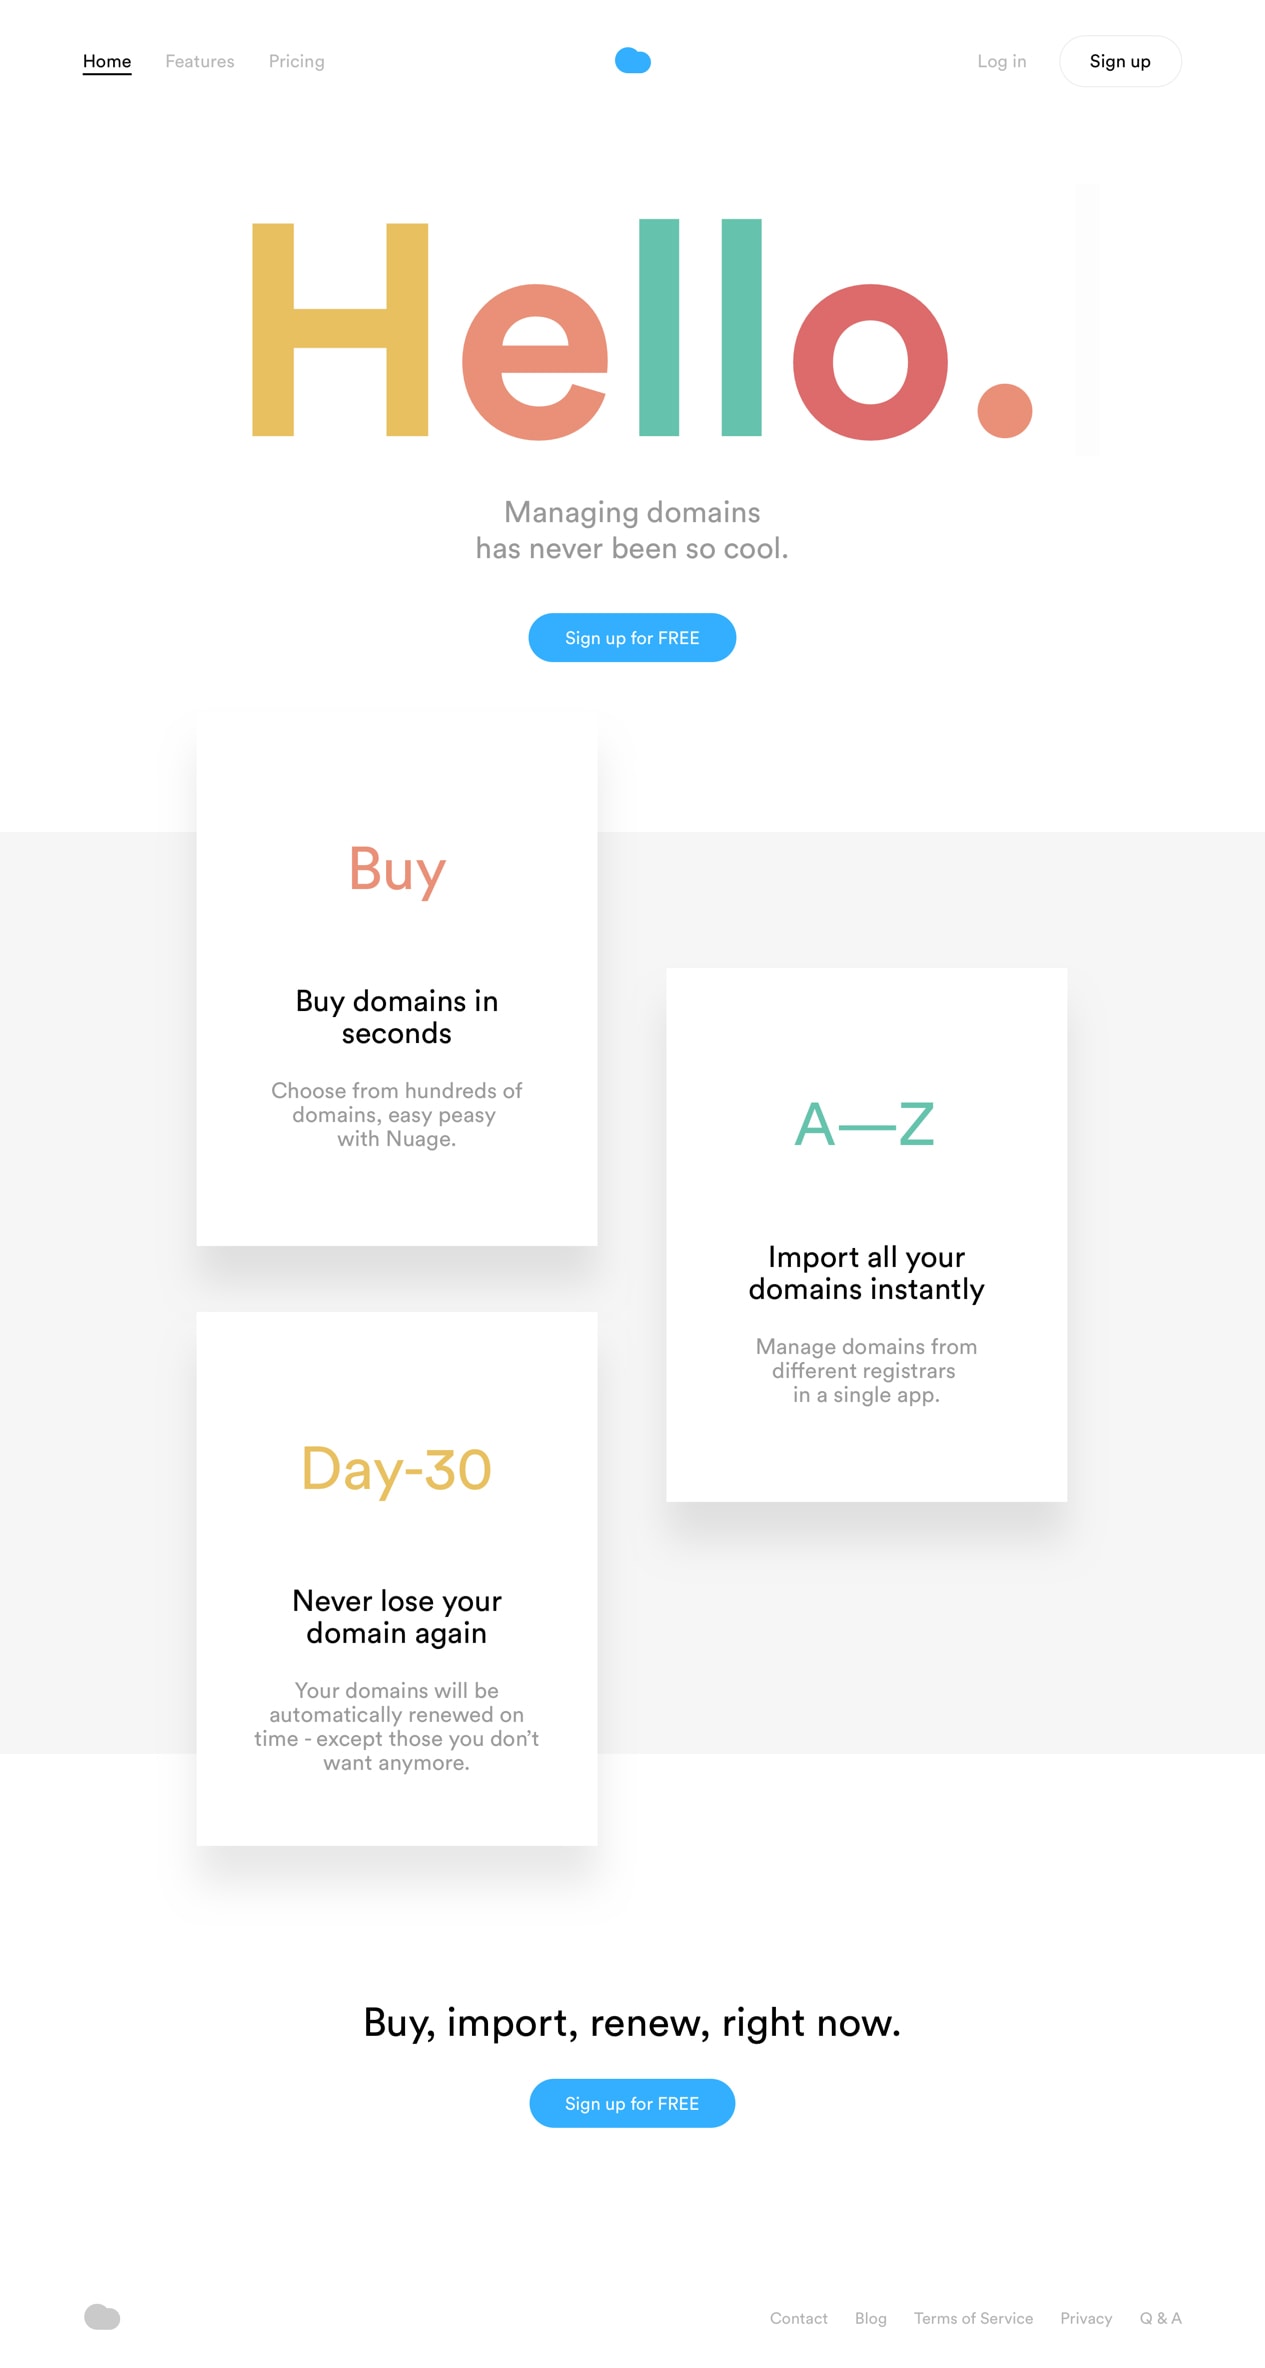 Home
Features
Pricing
Log in
Sign up
Hello.
Managing domains
has never been so cool.
Sign up for FREE
Buy
Buy domains in
seconds
Choose from hundreds of
domains, easy peasy
with Nuage.
A—Z
Import all your
domains instantly
Manage domains from
different registrars
in a single app.
Day-30
Never lose your
domain again
Your domains will be
automatically renewed on
time - except those you don’t
want anymore.
Buy, import, renew, right now.
Sign up for FREE
Contact
Blog
Terms of Service
Privacy
Q & A